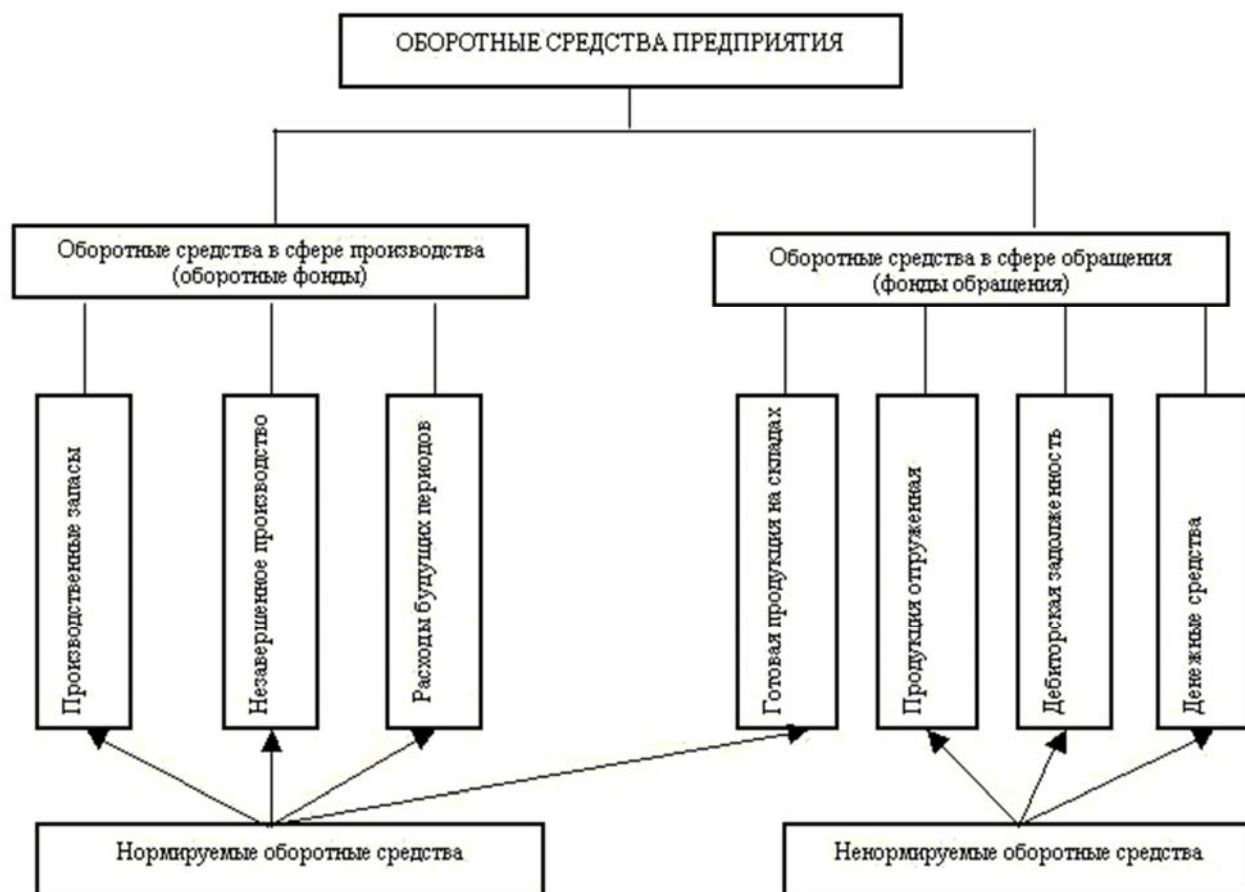 ОБОРОТНЫЕ СРЕДСТВА ПРЕДПРИЯТИЯ
Оборотные средства в сфере производства
(оборотные фонды)
Оборотные средства в сфере обращения
(фонды обращения)
Производственные запасы
Незавершенное производство
Расходы будущих периодов
Готовая продукция на складах
Продукция отгруженная
Дебиторская задолженность
Денежные средства
Нормируемые оборотные средства
Ненормируемые оборотные средства